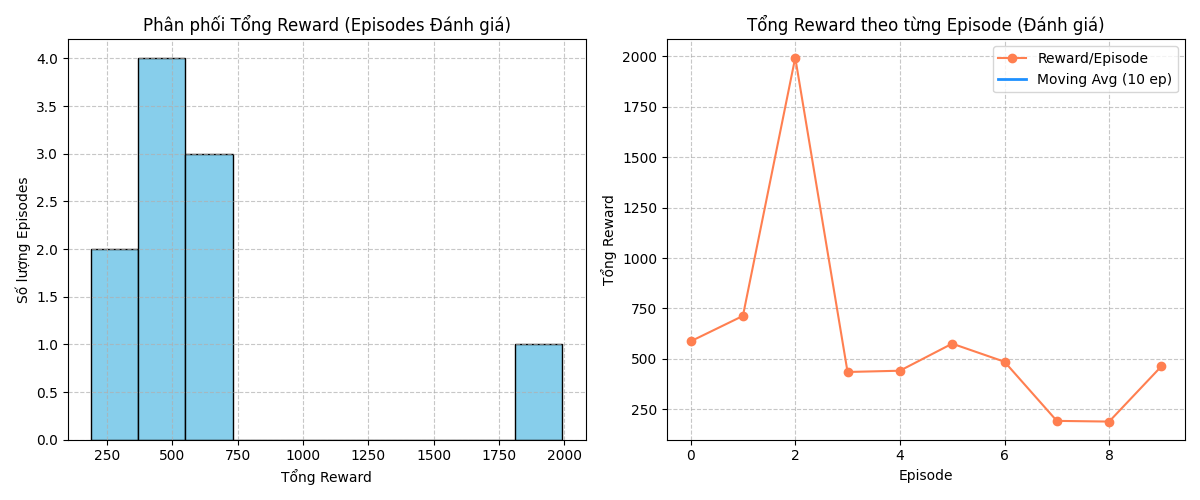 Phân phối Tổng Reward (Episodes Đánh giá)
4.0
3.5
3.0
2.5
2.0
1.5
1.0
0.5
0.0
Số lượng Episodes
250 500 750 1000 1250 1500 1750 2000
Tổng Reward
Tổng Reward theo từng Episode (Đánh giá)
Reward/Episode
Moving Avg (10 ep)
2000
1750
1500
1250
1000
750
500
250
Tổng Reward
0 2 4 6 8
Episode